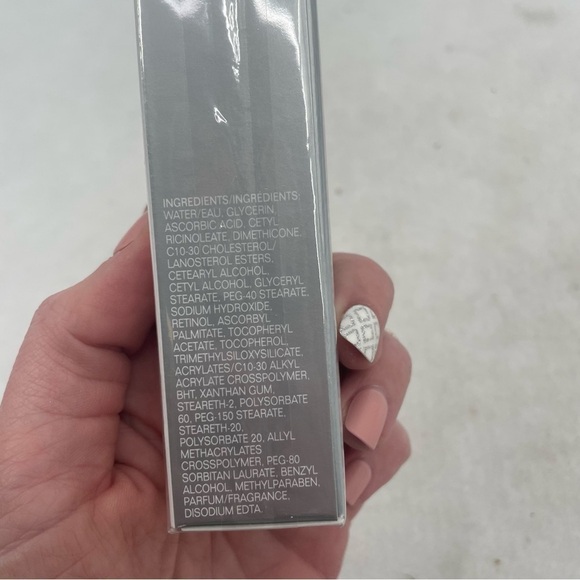 INGREDIENTS/INGRÉDIENTS:
WATER/EAU, GLYCERIN,
ASCORBIC ACID, CETYL
RICINOLEATE, DIMETHICONE,
C10-30 CHOLESTEROL/
LANOSTEROL ESTERS,
CETEARYL ALCOHOL,
CETYL ALCOHOL, GLYCERYL
STEARATE, PEG-40 STEARATE,
SODIUM HYDROXIDE,
RETINOL, ASCORBYL
PALMITATE, TOCOPHERYL
ACETATE, TOCOPHEROL,
TRIMETHYLSILOXYSILICATE,
ACRYLATES/C10-30 ALKYL
ACRYLATE CROSSPOLYMER,
BHT, XANTHAN GUM,
STEARETH-2, POLYSORBATE
60, PEG-150 STEARATE,
STEARETH-20,
POLYSORBATE 20, ALLYL
METHACRYLATES
CROSSPOLYMER, PEG-80
SORBITAN LAURATE, BENZYL
ALCOHOL, METHYLPARABEN,
PARFUM/FRAGRANCE,
DISODIUM EDTA.